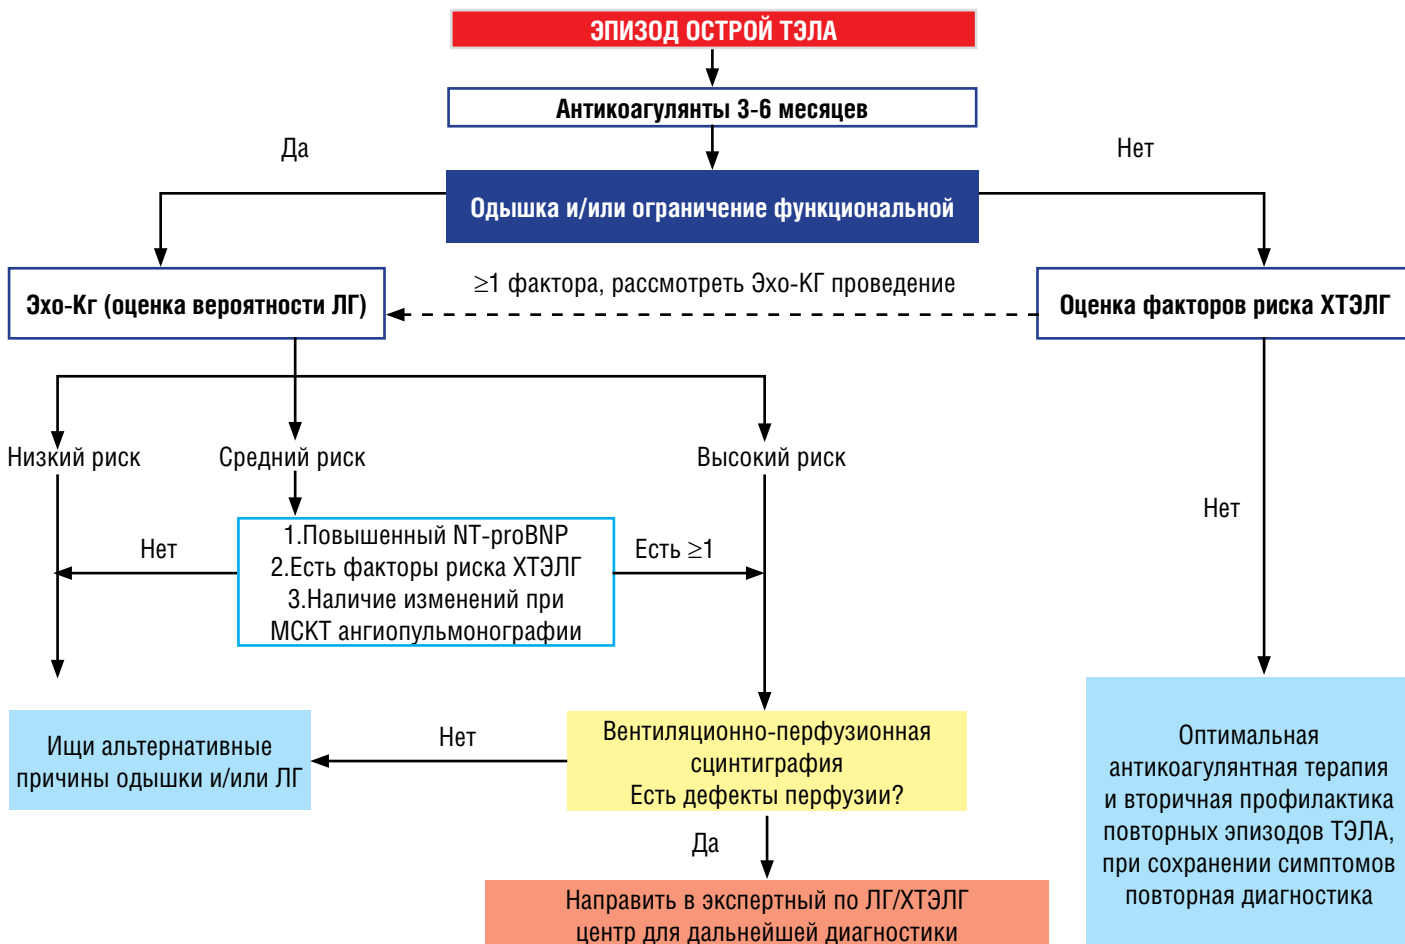 ЭПИЗОД ОСТРОЙ ТЭЛА
Антикоагулянты 3-6 месяцев
Да
Нет
Одышка и/или ограничение функциональной
Эхо-Кг (оценка вероятности ЛГ)
≥1 фактора, рассмотреть Эхо-КГ проведение
Оценка факторов риска ХТЭЛГ
Низкий риск
Средний риск
Высокий риск
Нет
1.Повышенный NT-proBNP
2.Есть факторы риска ХТЭЛГ
3.Наличие изменений при
МСКТ ангиопульмонографии
Есть ≥1
Нет
Ищи альтернативные
причины одышки и/или ЛГ
Нет
Вентиляционно-перфузионная
сцинтиграфия
Есть дефекты перфузии?
Да
Направить в экспертный по ЛГ/ХТЭЛГ
центр для дальнейшей диагностики
Оптимальная
антикоагулянтная терапия
и вторичная профилактика
повторных эпизодов ТЭЛА,
при сохранении симптомов
повторная диагностика